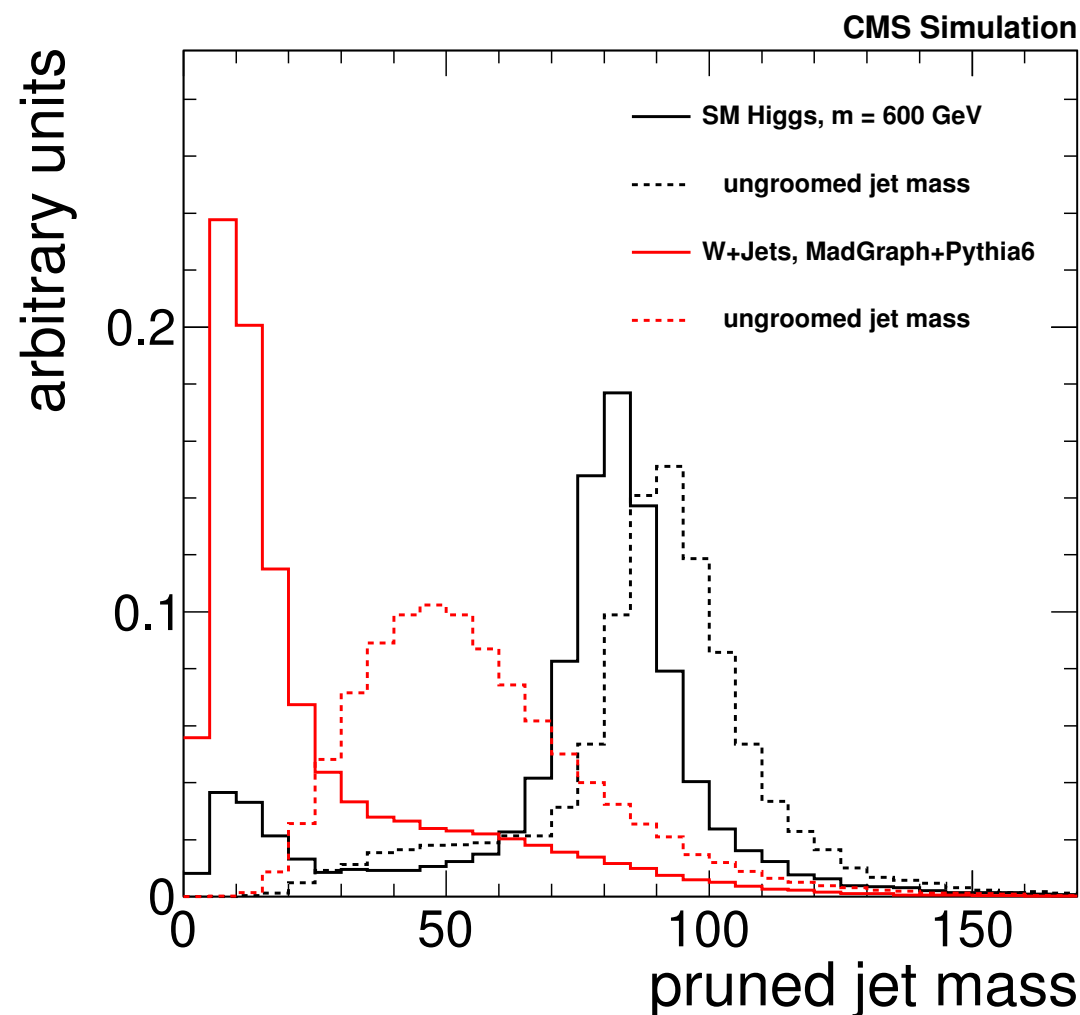 CMS Simulation
arbitrary units
SM Higgs, m = 600 GeV
ungroomed jet mass
W+Jets, MadGraph+Pythia6
ungroomed jet mass
0.2
0.1
0
0 50 100 150
pruned jet mass